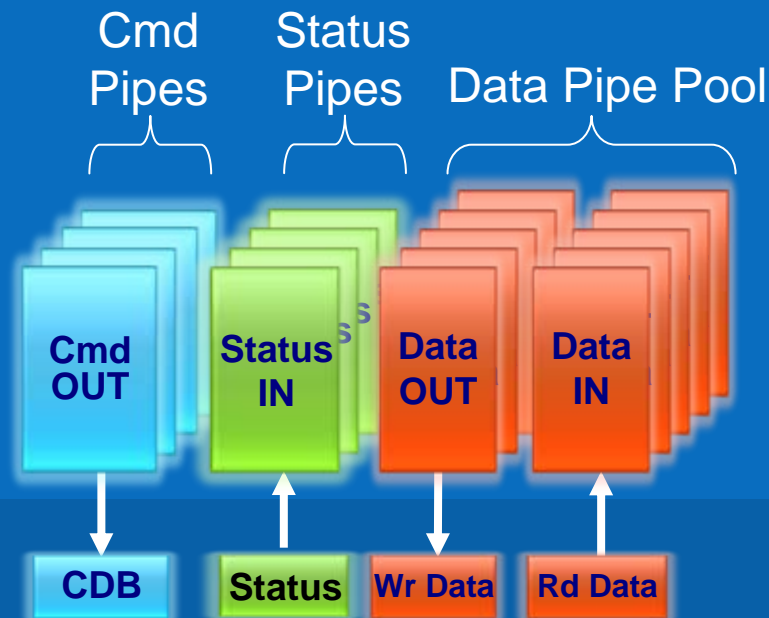 Cmd
Pipes
Status
Pipes
Data Pipe Pool
Cmd
OUT
Status
IN
Data
OUT
Data
IN
CDB
Status
Wr Data
Rd Data